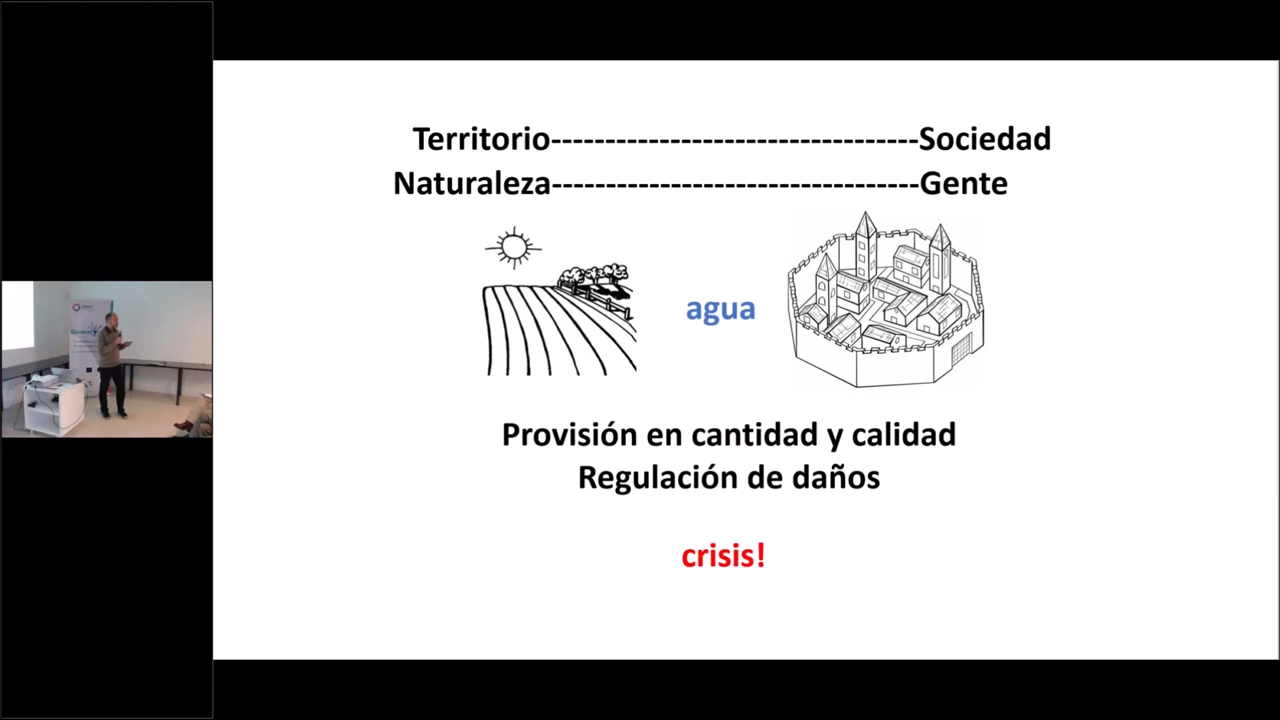 Territorio----------------------------------Sociedad
Naturaleza----------------------------------Gente
agua
Provisión en cantidad y calidad
Regulación de daños
crisis!